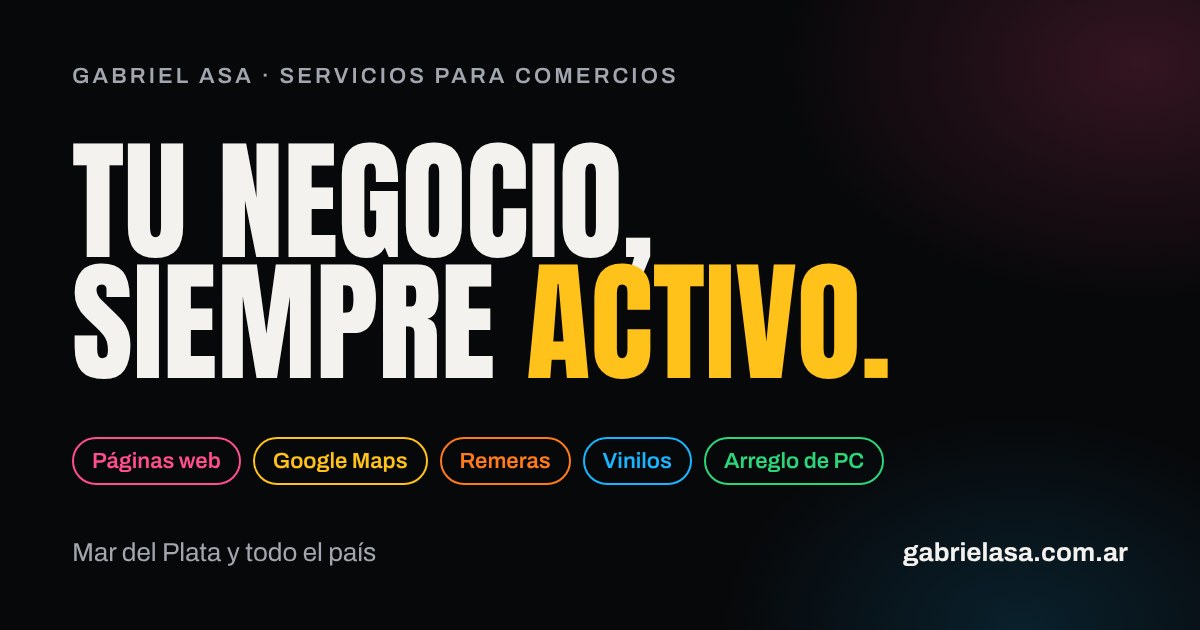 GABRIEL ASA · SERVICIOS PARA COMERCIOS
TU NEGOCIO,
SIEMPRE ACTIVO.
Páginas web Google Maps Remeras Vinilos Arreglo de PC
Mar del Plata y todo el país gabrielasa.com.ar